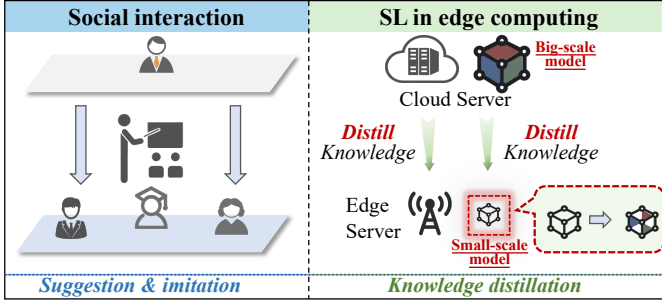 Social interaction
Suggestion & imitation
SL in edge computing
Big-scale
model
Cloud Server
Distill
Knowledge
Distill
Knowledge
Edge
Server
Small-scale
model
Knowledge distillation